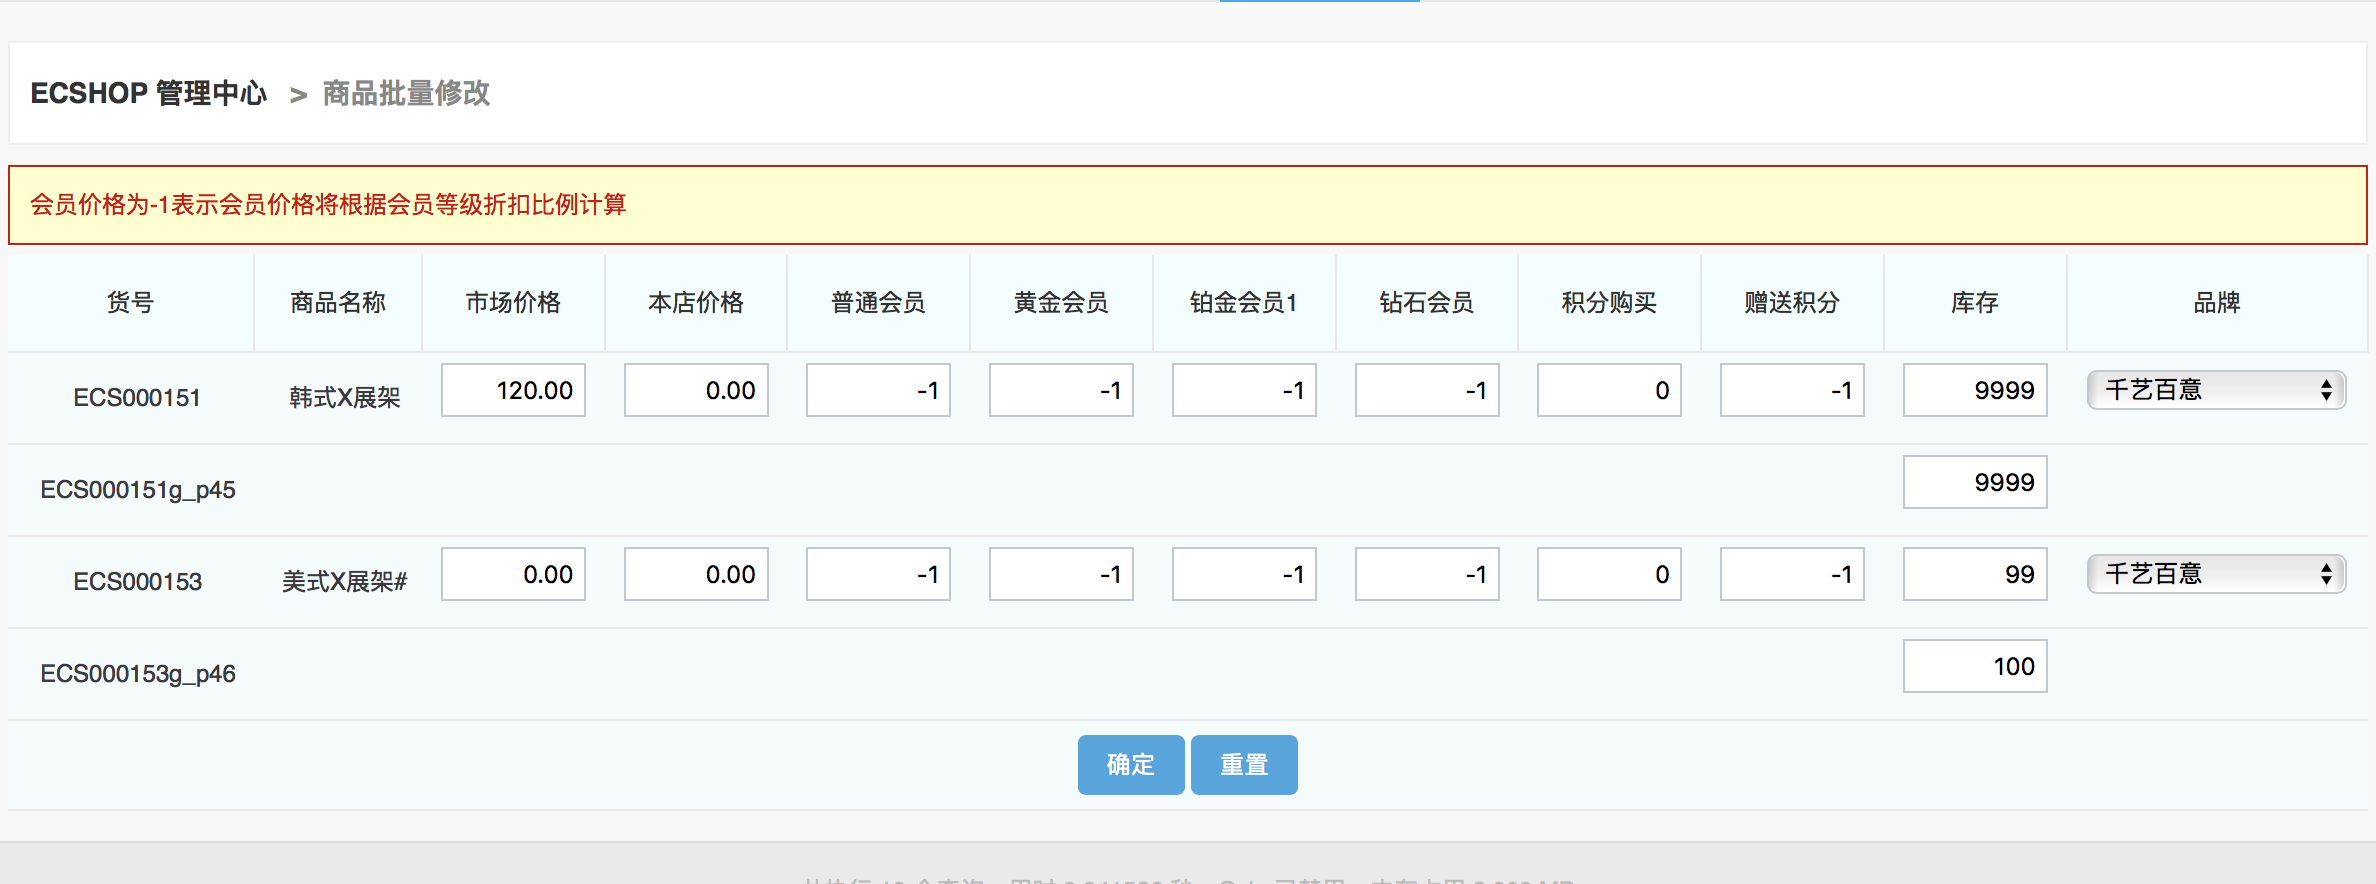 ECSHOP 管理中心 > 商品批量修改
会员价格为-1表示会员价格将根据会员等级折扣比例计算
货号 商品名称 市场价格 本店价格 普通会员 黄金会员 铂金会员1 钻石会员 积分购买 赠送积分 库存 品牌
ECS000151 韩式X展架 120.00 0.00 -1 -1 -1 -1 0 -1 9999 千艺百意
ECS000151g_p45 9999
ECS000153 美式X展架# 0.00 0.00 -1 -1 -1 -1 0 -1 99 千艺百意
ECS000153g_p46 100
确定 重置